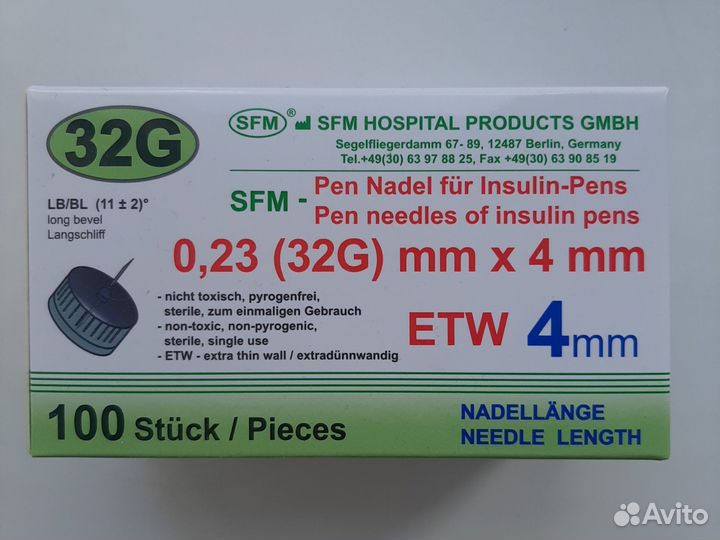 32G
SFM® SFM HOSPITAL PRODUCTS GMBH
Segelfliegerdamm 67- 89, 12487 Berlin, Germany
Tel.+49(30) 63 97 88 25, Fax +49(30) 63 90 85 19
LB/BL (11 ± 2)°
long bevel
Langschliff
SFM - Pen Nadel für Insulin-Pens
Pen needles of insulin pens
0,23 (32G) mm x 4 mm
- nicht toxisch, pyrogenfrei,
sterile, zum einmaligen Gebrauch
- non-toxic, non-pyrogenic,
sterile, single use
- ETW - extra thin wall / extradünnwandig
ETW 4mm
100 Stück / Pieces
NADELLÄNGE
NEEDLE LENGTH
Avito